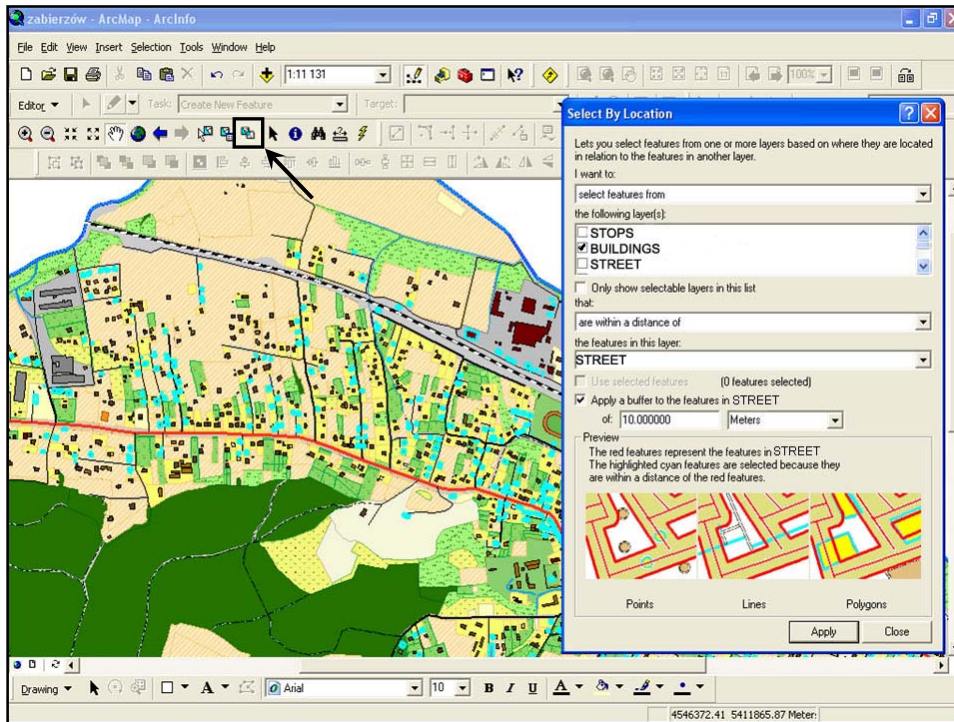 zabierzów - ArcMap - ArcInfo
File Edit View Insert Selection Tools Window Help
1:11 131
100%
Editor Task: Create New Feature Target:
Select By Location
Lets you select features from one or more layers based on where they are located
in relation to the features in another layer.
I want to:
select features from
the following layer(s):
STOPS
BUILDINGS
STREET
Only show selectable layers in this list
that:
are within a distance of
the features in this layer:
STREET
Use selected features (0 features selected)
Apply a buffer to the features in STREET
of: 10.000000 Meters
Preview
The red features represent the features in STREET
The highlighted cyan features are selected because they
are within a distance of the red features.
Points Lines Polygons
Apply Close
Drawing A Arial 10 B I U A
4546372.41 5411865.87 Meter: